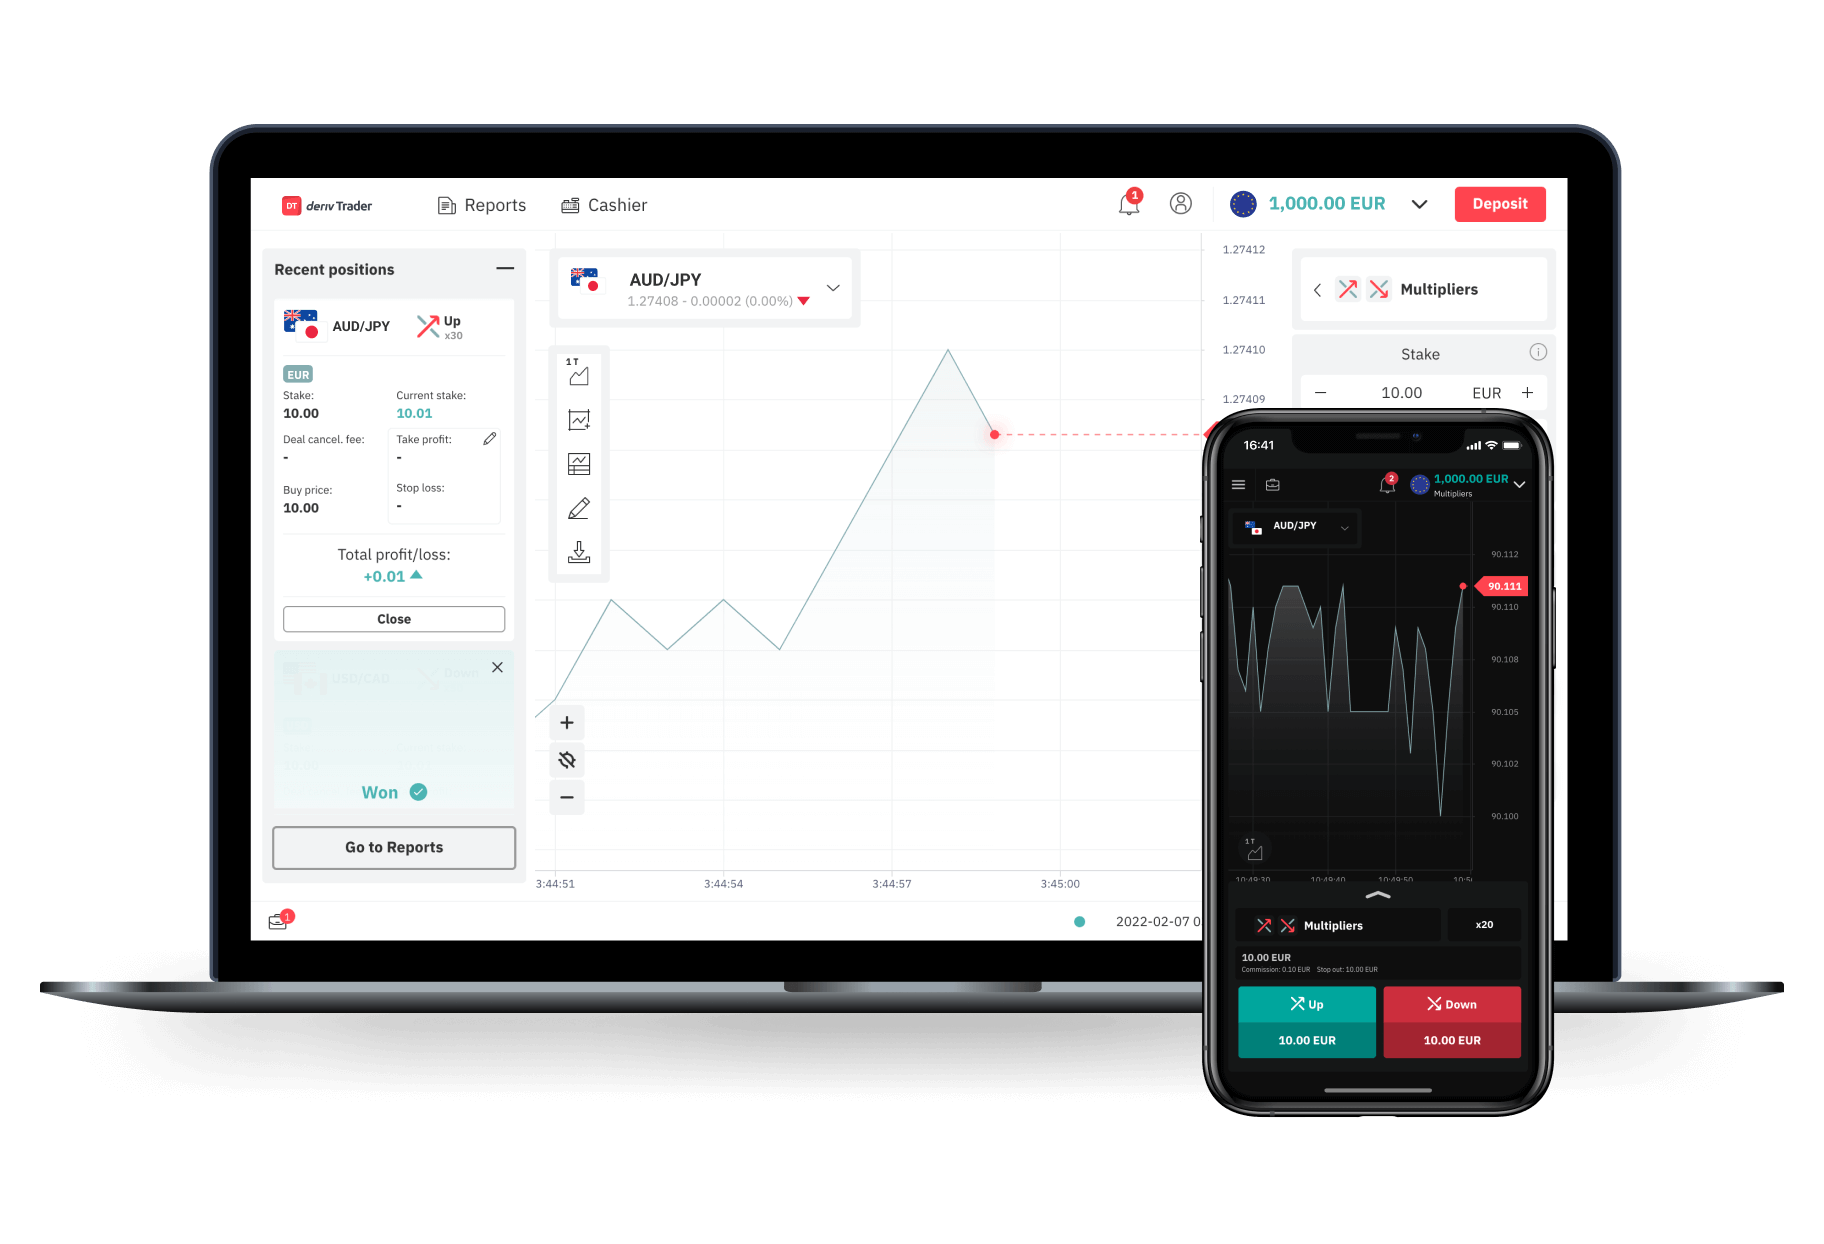 DT deriv Trader
Reports
Cashier
1
1,000.00 EUR
Deposit
Recent positions
AUD/JPY
Up
x30
EUR
Stake:
Current stake:
10.00
10.01
Deal cancel. fee:
Take profit:
-
-
Buy price:
Stop loss:
10.00
-
Total profit/loss:
+0.01
Close
USD/CAD
Down
Won
Go to Reports
1
AUD/JPY
1.27408 - 0.00002 (0.00%)
1 T
1.27412
1.27411
1.27410
1.27409
3:44:51
3:44:54
3:44:57
3:45:00
2022-02-07 0
Multipliers
Stake
10.00
EUR
16:41
2
1,000.00 EUR
Multipliers
AUD/JPY
90.112
90.111
90.110
90.108
90.105
90.102
90.100
1 T
10:49:30
10:49:40
10:49:50
Multipliers
x20
10.00 EUR
Commission: 0.10 EUR Stop out: 10.00 EUR
Up
Down
10.00 EUR
10.00 EUR